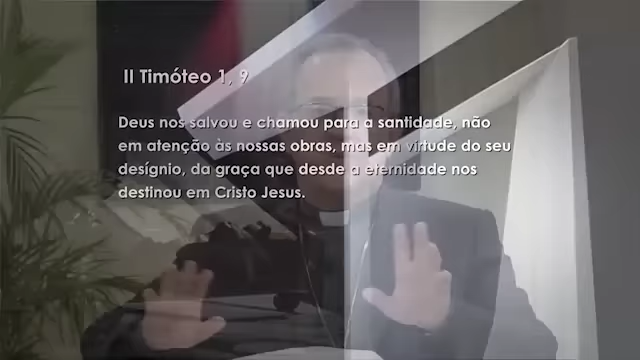 II Timóteo 1, 9
Deus nos salvou e chamou para a santidade, não
em atenção às nossas obras, mas em virtude do seu
desígnio, da graça que desde a eternidade nos
destinou em Cristo Jesus.